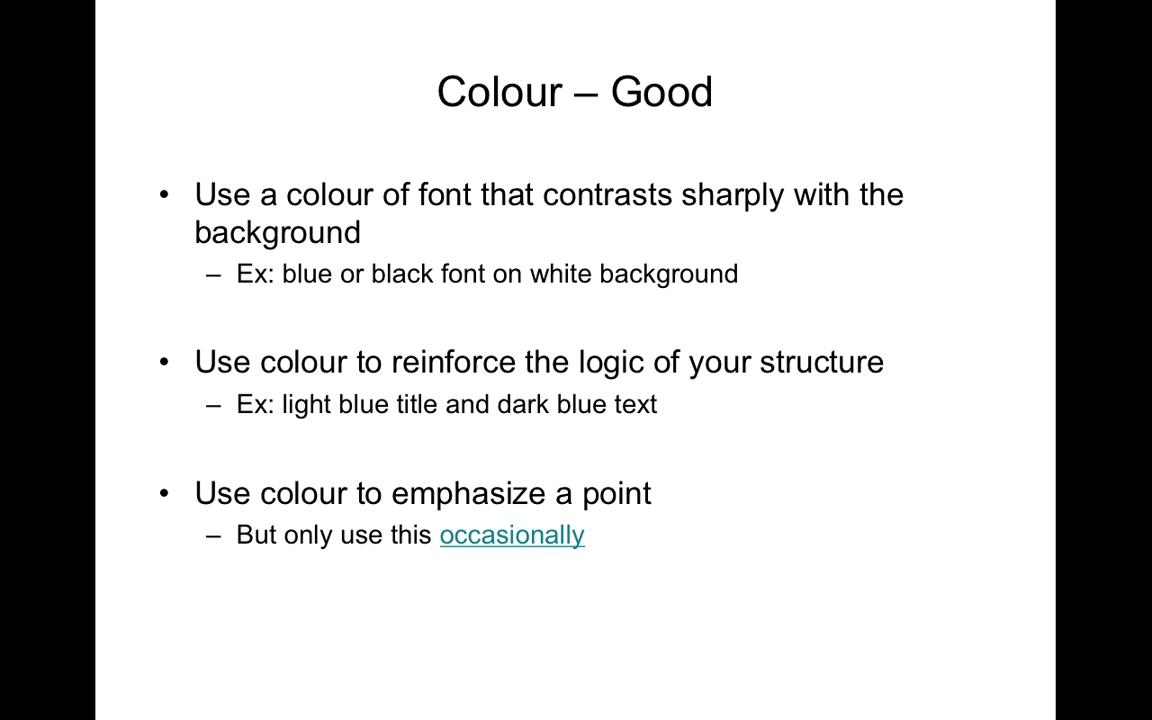 Colour – Good
• Use a colour of font that contrasts sharply with the
background
– Ex: blue or black font on white background
• Use colour to reinforce the logic of your structure
– Ex: light blue title and dark blue text
• Use colour to emphasize a point
– But only use this occasionally